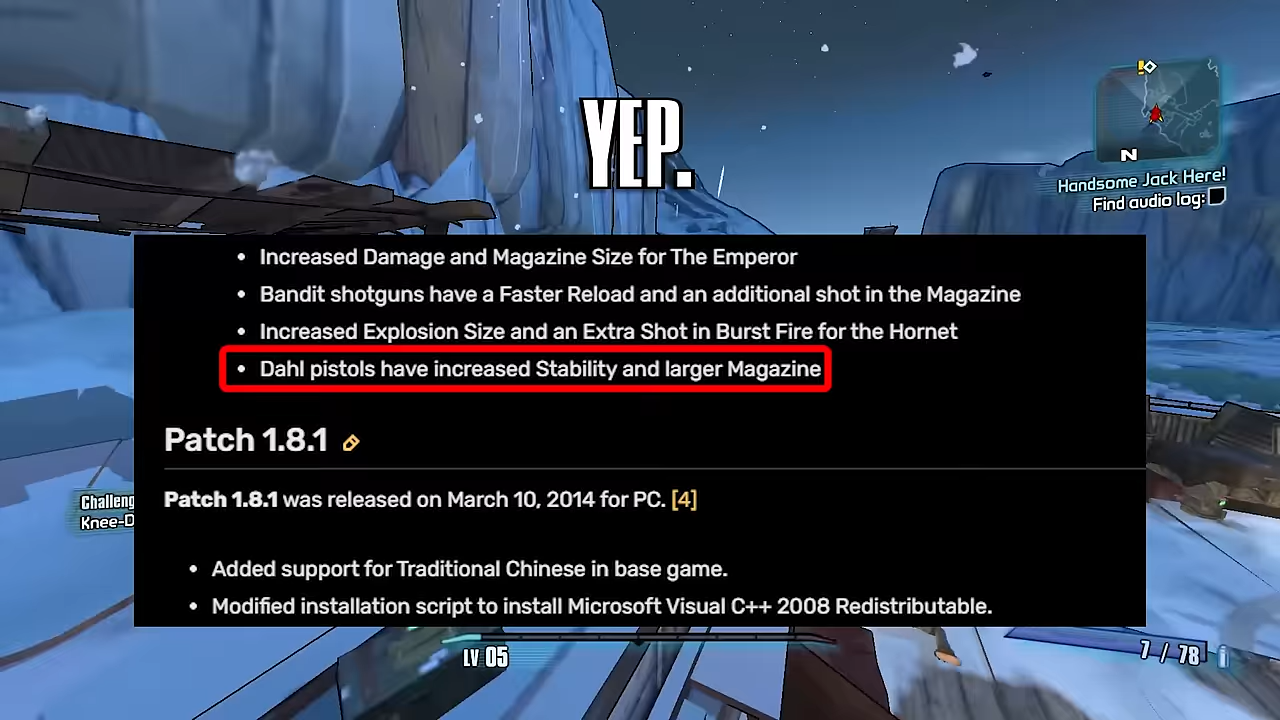 YEP.
N
Handsome Jack Here!
Find audio log:
• Increased Damage and Magazine Size for The Emperor
• Bandit shotguns have a Faster Reload and an additional shot in the Magazine
• Increased Explosion Size and an Extra Shot in Burst Fire for the Hornet
• Dahl pistols have increased Stability and larger Magazine
Patch 1.8.1
Patch 1.8.1 was released on March 10, 2014 for PC. [4]
Challeng
Knee-D
• Added support for Traditional Chinese in base game.
• Modified installation script to install Microsoft Visual C++ 2008 Redistributable.
LV 05
7 / 78